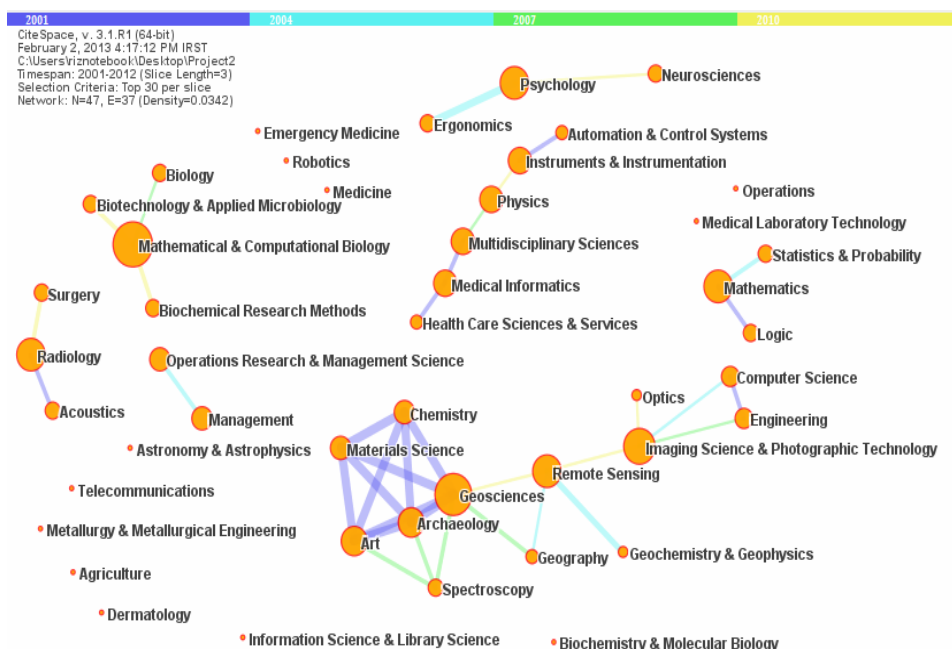 2001 2004 2007 2010
CiteSpace, v. 3.1.R1 (64-bit)
February 2, 2013 4:17:12 PM IRST
C:\Users\riznotebook\Desktop\Project2
Timespan: 2001-2012 (Slice Length=3)
Selection Criteria: Top 30 per slice
Network: N=47, E=37 (Density=0.0342)
Neurosciences
Psychology
Ergonomics
Emergency Medicine
Automation & Control Systems
Robotics
Instruments & Instrumentation
Biology
Medicine
Operations
Physics
Biotechnology & Applied Microbiology
Medical Laboratory Technology
Mathematical & Computational Biology
Multidisciplinary Sciences
Statistics & Probability
Medical Informatics
Mathematics
Surgery
Biochemical Research Methods
Health Care Sciences & Services
Logic
Radiology
Operations Research & Management Science
Computer Science
Optics
Acoustics
Management
Chemistry
Engineering
Astronomy & Astrophysics
Materials Science
Imaging Science & Photographic Technology
Remote Sensing
Telecommunications
Geosciences
Metallurgy & Metallurgical Engineering
Archaeology
Art
Geography
Geochemistry & Geophysics
Agriculture
Spectroscopy
Dermatology
Information Science & Library Science
Biochemistry & Molecular Biology